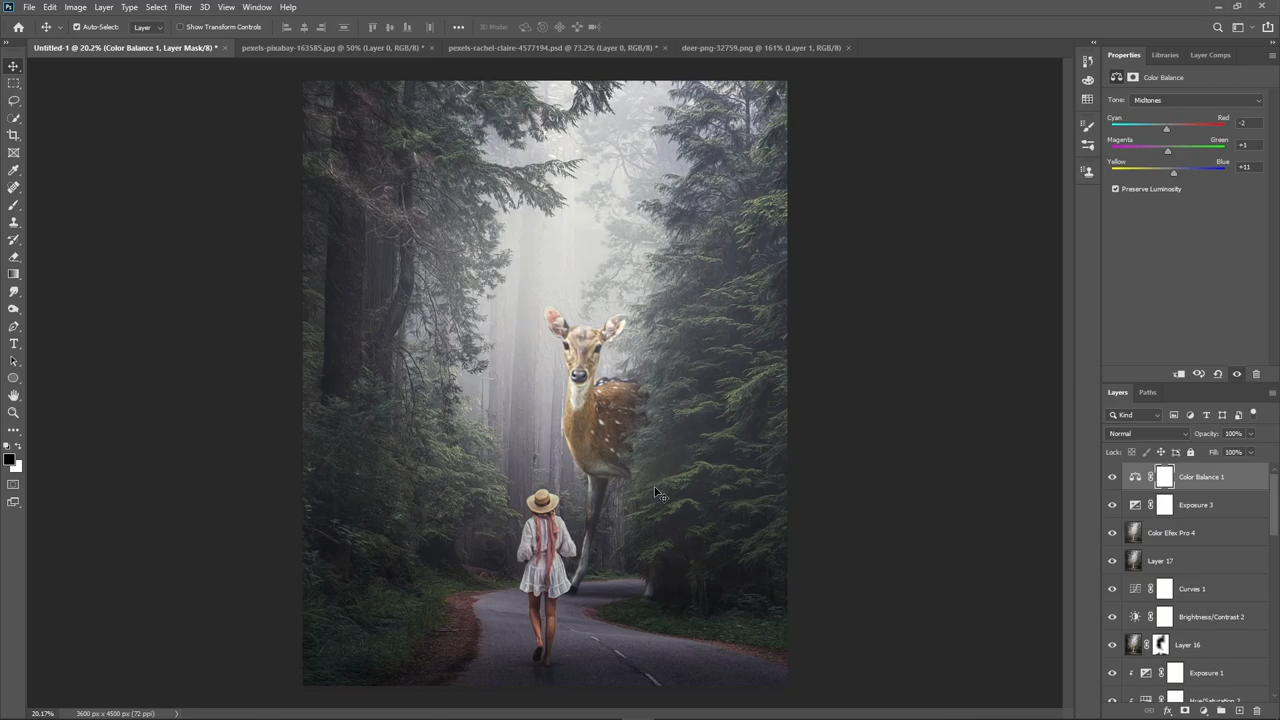 Ps File Edit Image Layer Type Select Filter 3D View Window Help
Auto-Select: Layer Show Transform Controls 3D Mode:
Untitled-1 @ 20.2% (Color Balance 1, Layer Mask/8) * × pexels-pixabay-163585.jpg @ 50% (Layer 0, RGB/8) * × pexels-rachel-claire-4577194.psd @ 73.2% (Layer 0, RGB/8) * × deer-png-32759.png @ 161% (Layer 1, RGB/8) ×
Properties Libraries Layer Comps
Color Balance
Tone: Midtones
Cyan Red -2
Magenta Green +1
Yellow Blue +11
Preserve Luminosity
Layers Paths
Kind
Normal Opacity: 100%
Lock: Fill: 100%
Color Balance 1
Exposure 3
Color Efex Pro 4
Layer 17
Curves 1
Brightness/Contrast 2
Layer 16
Exposure 1
Hue/Saturation 2
20.17% 3600 px x 4500 px (72 ppi)